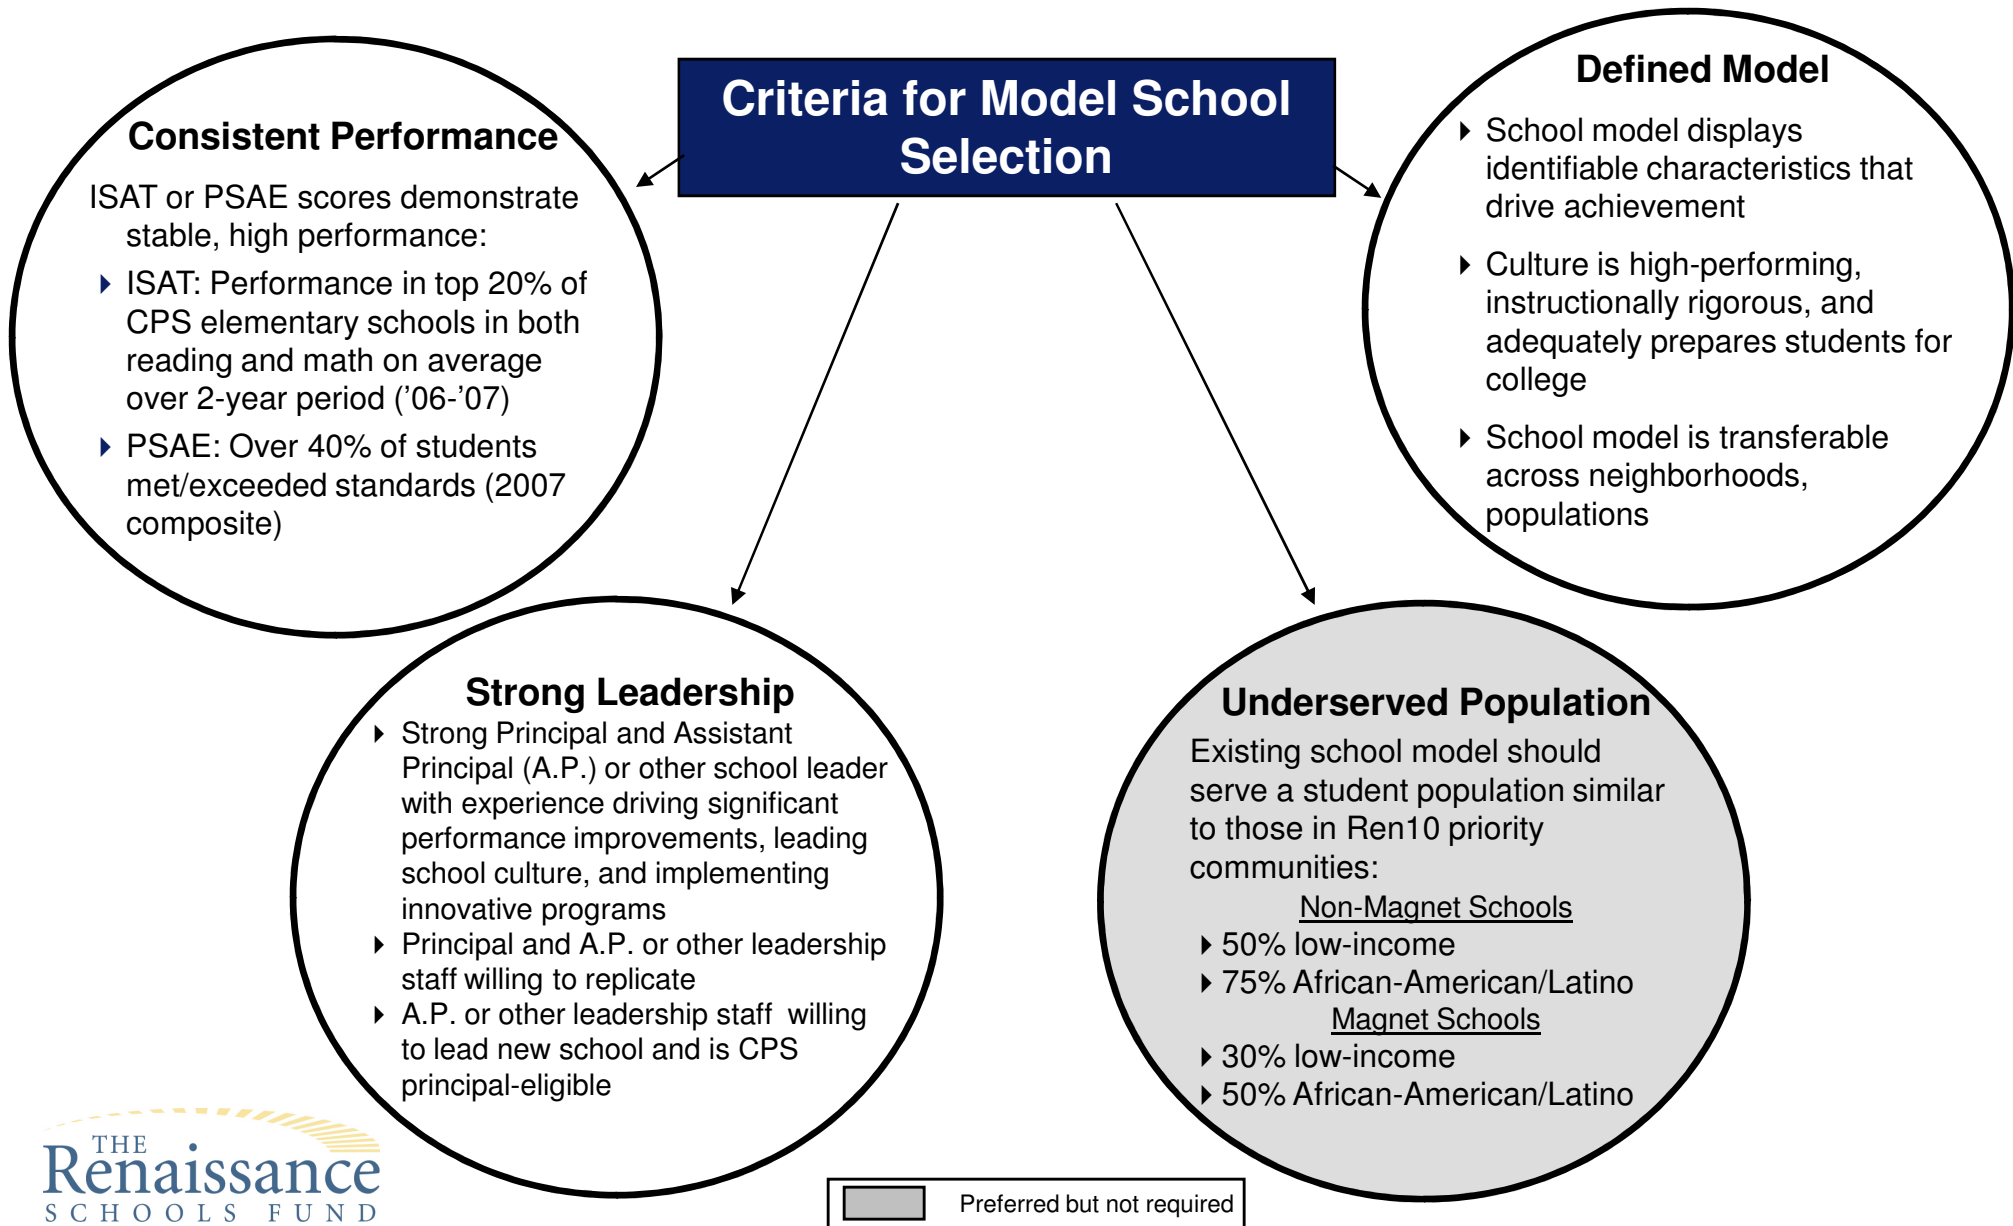 Criteria for Model School
Selection
Consistent Performance
ISAT or PSAE scores demonstrate
stable, high performance:
ISAT: Performance in top 20% of
CPS elementary schools in both
reading and math on average
over 2-year period (’06-’07)
PSAE: Over 40% of students
met/exceeded standards (2007
composite)
Defined Model
School model displays
identifiable characteristics that
drive achievement
Culture is high-performing,
instructionally rigorous, and
adequately prepares students for
college
School model is transferable
across neighborhoods,
populations
Strong Leadership
Strong Principal and Assistant
Principal (A.P.) or other school leader
with experience driving significant
performance improvements, leading
school culture, and implementing
innovative programs
Principal and A.P. or other leadership
staff willing to replicate
A.P. or other leadership staff willing
to lead new school and is CPS
principal-eligible
Underserved Population
Existing school model should
serve a student population similar
to those in Ren10 priority
communities:
Non-Magnet Schools
50% low-income
75% African-American/Latino
Magnet Schools
30% low-income
50% African-American/Latino
THE
Renaissance
SCHOOLS FUND
Preferred but not required